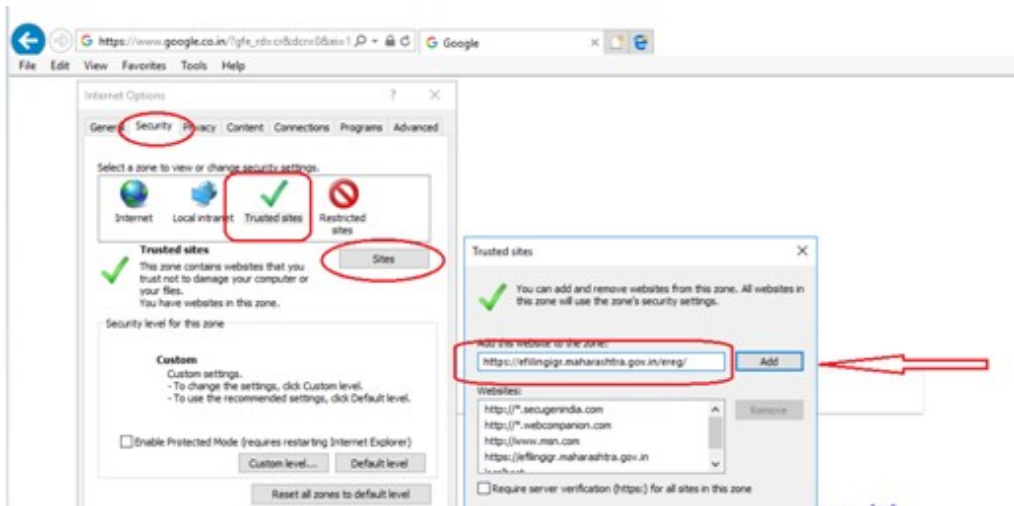 https://www.google.co.in/?gfe_rd=cr&dcr=0&ei=1
G Google
File Edit View Favorites Tools Help
Internet Options
General Security Privacy Content Connections Programs Advanced
Select a zone to view or change security settings.
Internet Local intranet Trusted sites Restricted sites
Trusted sites
Sites
This zone contains websites that you
trust not to damage your computer or
your files.
You have websites in this zone.
Security level for this zone
Custom
Custom settings.
- To change the settings, click Custom level.
- To use the recommended settings, click Default level.
Enable Protected Mode (requires restarting Internet Explorer)
Custom level... Default level
Reset all zones to default level
Trusted sites
You can add and remove websites from this zone. All websites in
this zone will use the zone's security settings.
Add this website to the zone:
https://efilingigr.maharashtra.gov.in/ereg/ Add
Websites:
http://*.secugenindia.com Remove
http://*.webcompanion.com
http://www.msn.com
https://efilingigr.maharashtra.gov.in
localhost
Require server verification (https:) for all sites in this zone